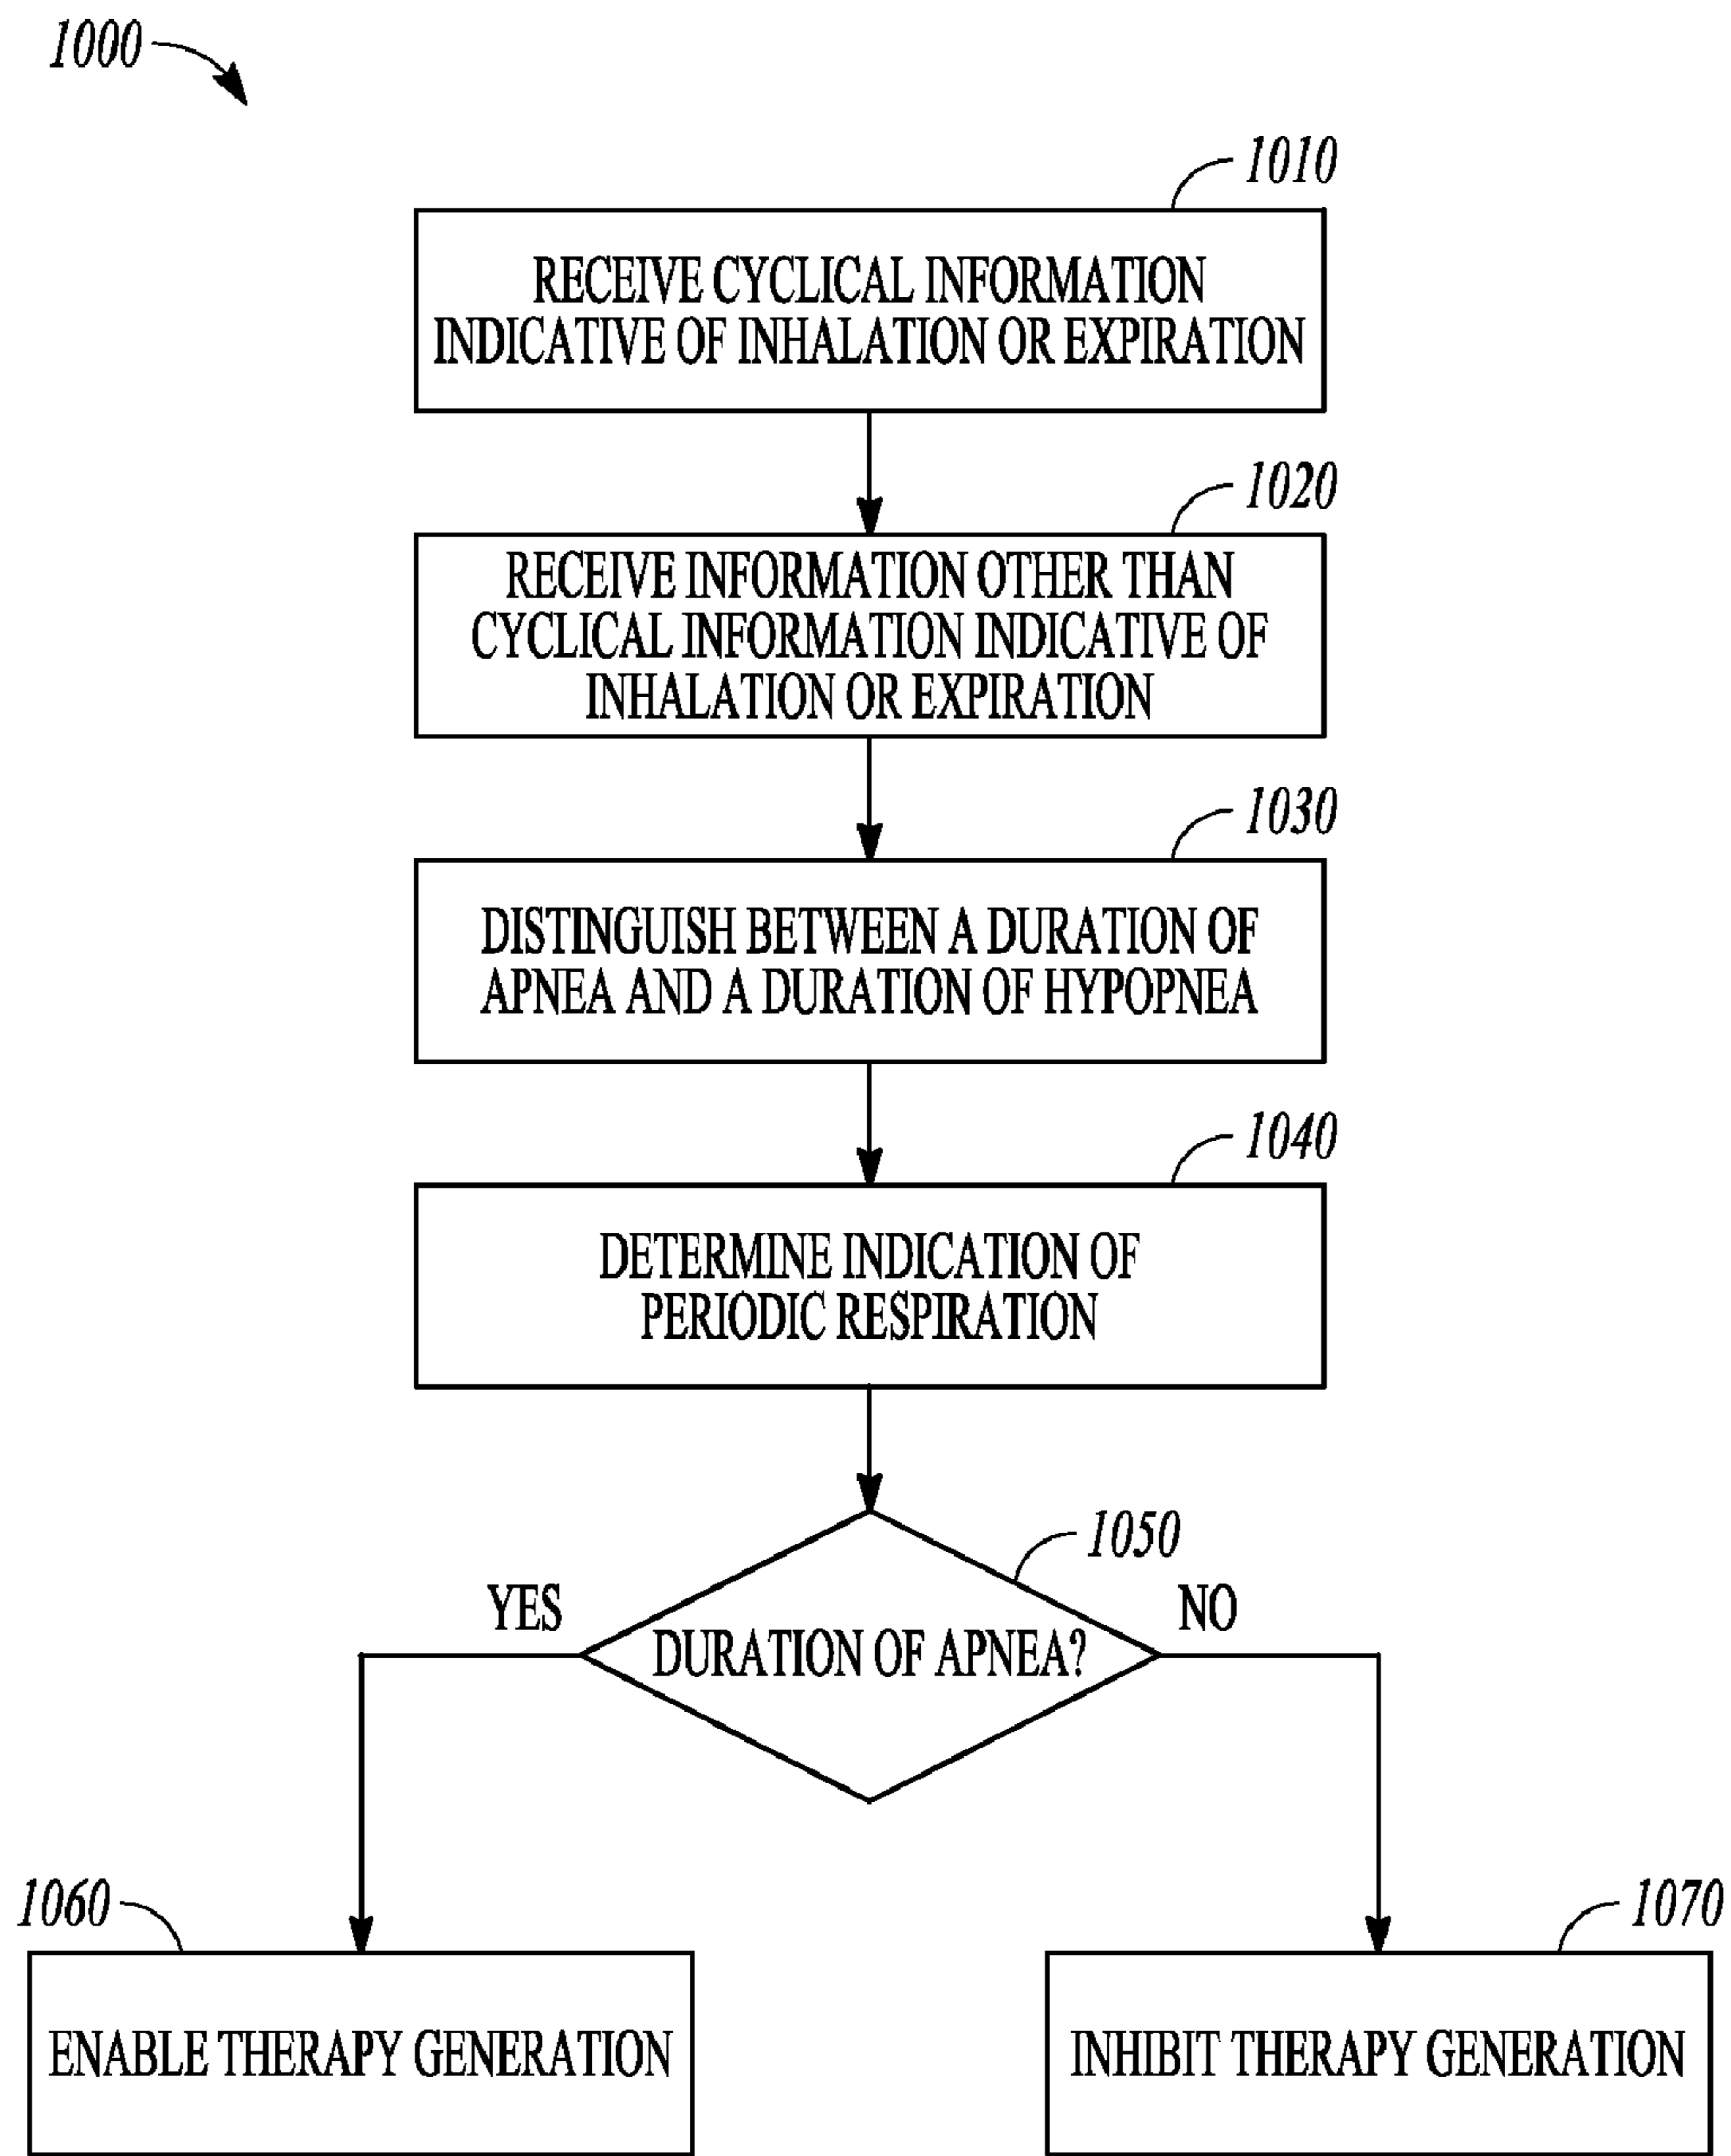 1000
1010
RECEIVE CYCLICAL INFORMATION
INDICATIVE OF INHALATION OR EXPIRATION
1020
RECEIVE INFORMATION OTHER THAN
CYCLICAL INFORMATION INDICATIVE OF
INHALATION OR EXPIRATION
1030
DISTINGUISH BETWEEN A DURATION OF
APNEA AND A DURATION OF HYPOPNEA
1040
DETERMINE INDICATION OF
PERIODIC RESPIRATION
1050
YES
NO
DURATION OF APNEA?
1060
1070
ENABLE THERAPY GENERATION
INHIBIT THERAPY GENERATION